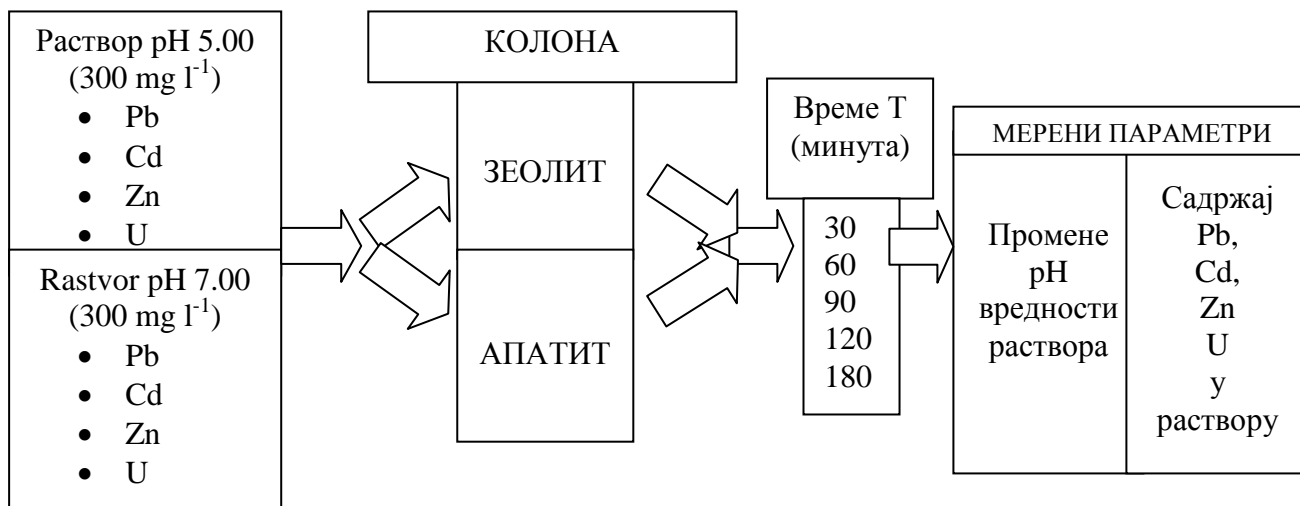 Раствор pH 5.00
(300 mg l-1)
• Pb
• Cd
• Zn
• U
Rastvor pH 7.00
(300 mg l-1)
• Pb
• Cd
• Zn
• U
КОЛОНА
ЗЕОЛИТ
АПАТИТ
Време Т
(минута)
30
60
90
120
180
МЕРЕНИ ПАРАМЕТРИ
Промене
pH
вредности
раствора
Садржај
Pb,
Cd,
Zn
U
у
раствору